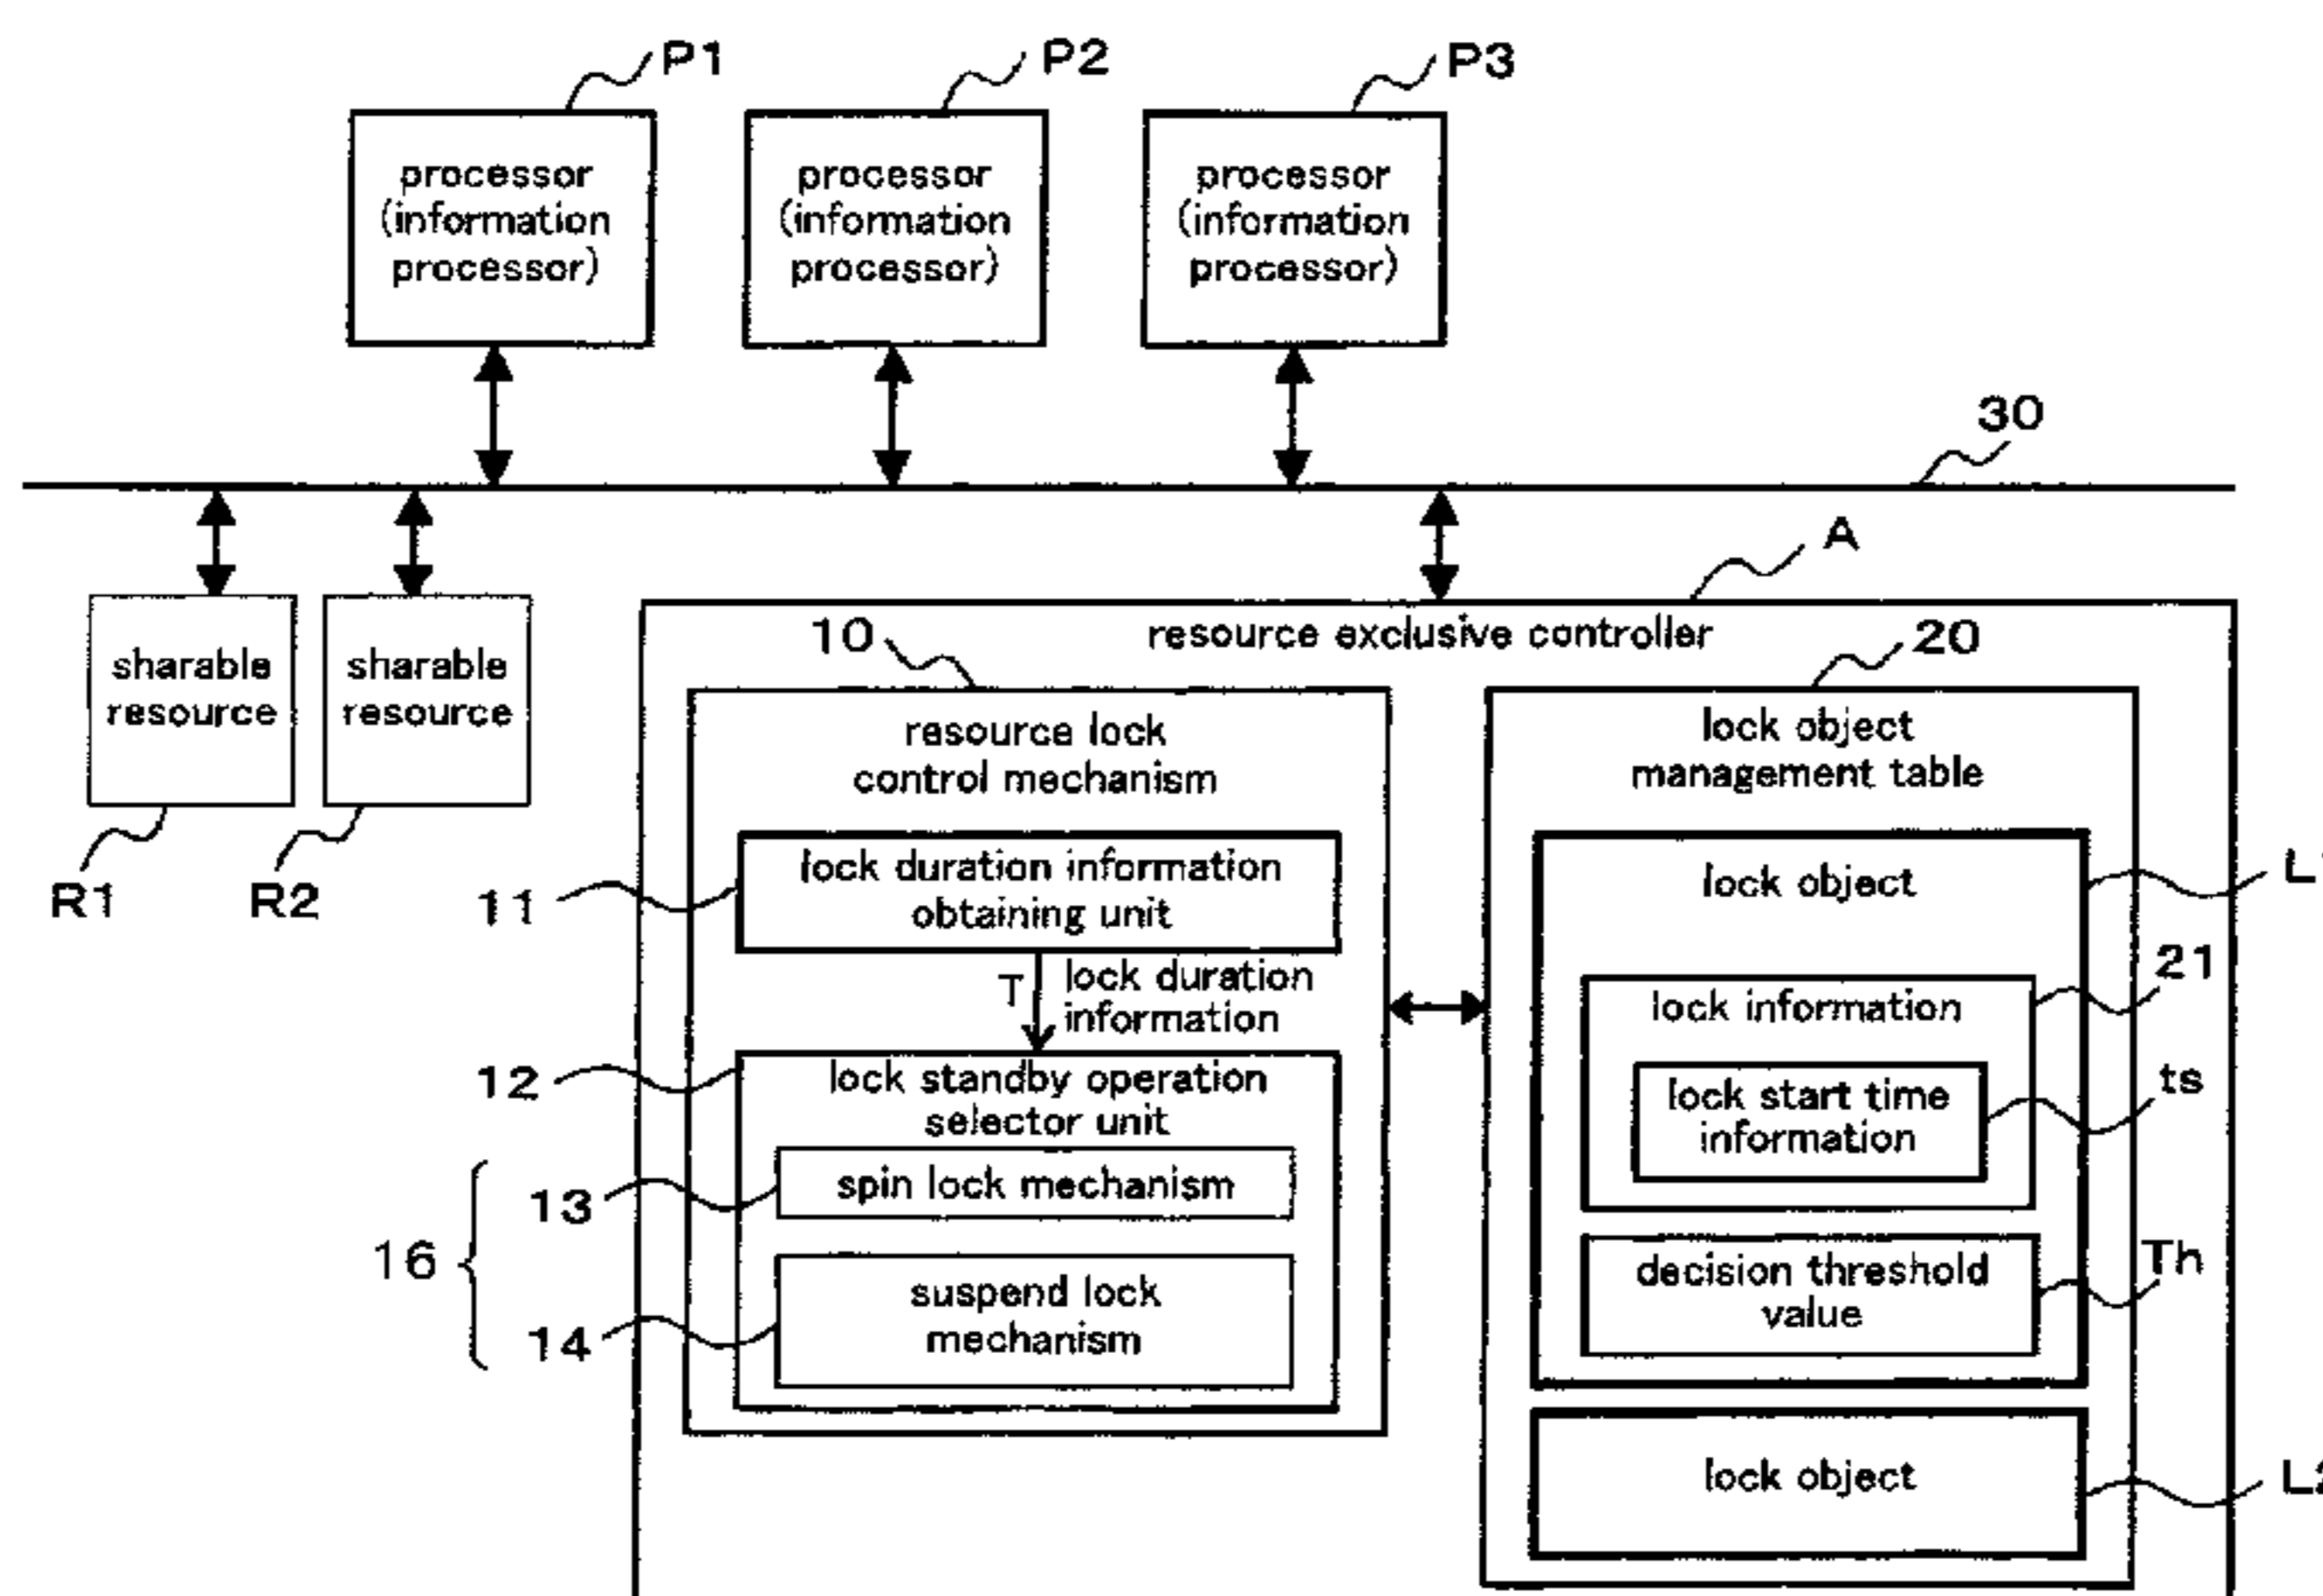 P1
P2
P3
processor
(information
processor)
processor
(information
processor)
processor
(information
processor)
30
A
sharable
resource
sharable
resource
R1
R2
resource exclusive controller
10
20
resource lock
control mechanism
lock duration information
obtaining unit
11
T
lock duration
information
12
lock standby operation
selector unit
spin lock mechanism
13
16
suspend lock
mechanism
14
lock object
management table
lock object
L1
21
lock information
lock start time
information
ts
decision threshold
value
Th
lock object
L2